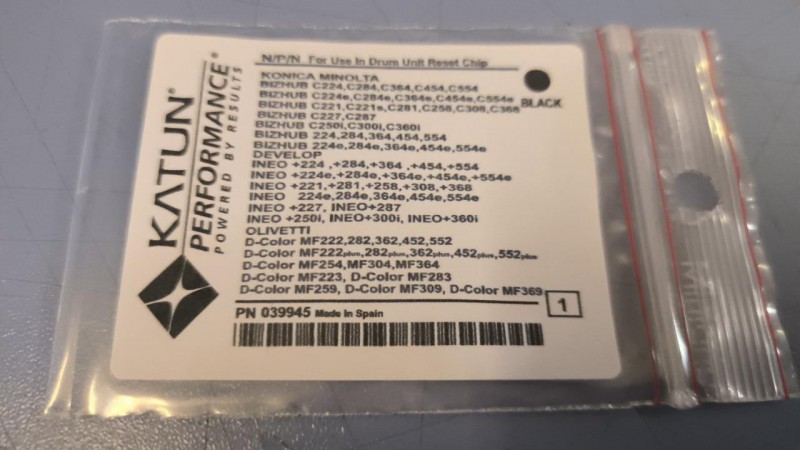 KATUN®
PERFORMANCE®
POWERED BY RESULTS
N/P/N For Use In Drum Unit Reset Chip
KONICA MINOLTA
BIZHUB C224,C284,C364,C454,C554
BIZHUB C224e,C284e,C364e,C454e,C554e
BIZHUB C221,C221s,C281,C258,C308,C368
BIZHUB C227,C287
BIZHUB C250i,C300i,C360i
BIZHUB 224,284,364,454,554
BIZHUB 224e,284e,364e,454e,554e
BLACK
DEVELOP
INEO +224 ,+284,+364 ,+454,+554
INEO +224e,+284e,+364e,+454e,+554e
INEO +221,+281,+258,+308,+368
INEO 224e,284e,364e,454e,554e
INEO +227, INEO+287
INEO +250i, INEO+300i, INEO+360i
OLIVETTI
D-Color MF222,282,362,452,552
D-Color MF222plus,282plus,362plus,452plus,552plus
D-Color MF254,MF304,MF364
D-Color MF223, D-Color MF283
D-Color MF259, D-Color MF309, D-Color MF369
1
PN 039945 Made In Spain